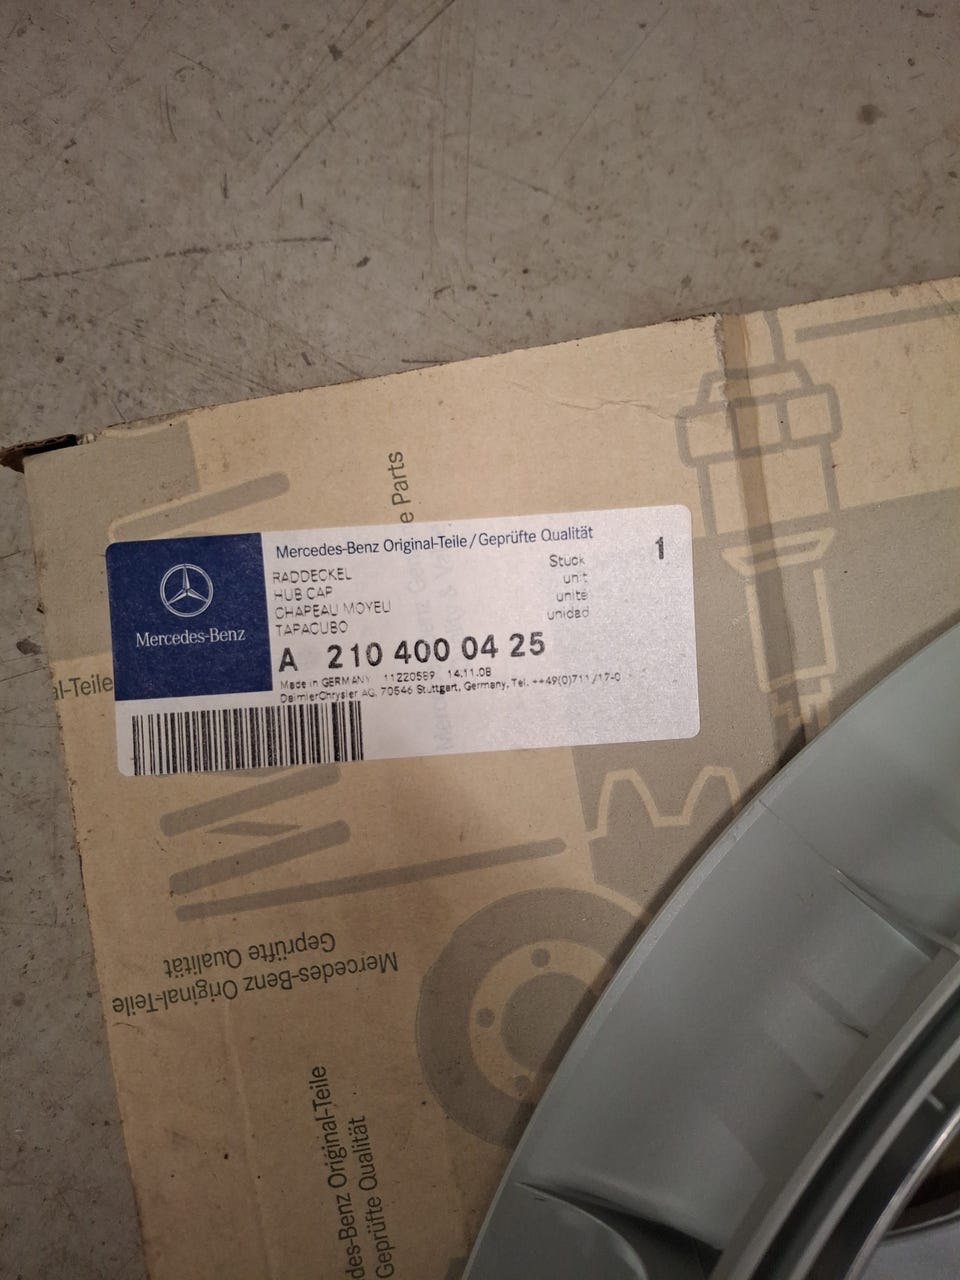 e Parts
Mercedes-Benz Original-Teile/Geprüfte Qualität
1
RADDECKEL
HUB CAP
CHAPEAU MOYEU
TAPACUBO
Stück
unit
unité
unidad
Mercedes-Benz
A 210 400 04 25
Made in GERMANY 11220589 14.11.08
DaimlerChrysler AG, 70546 Stuttgart, Germany, Tel. ++49(0)711/17-0
al-Teile
Mercedes-Benz Original-Teile
Geprüfte Qualität
des-Benz Original-Teile
Geprüfte Qualität